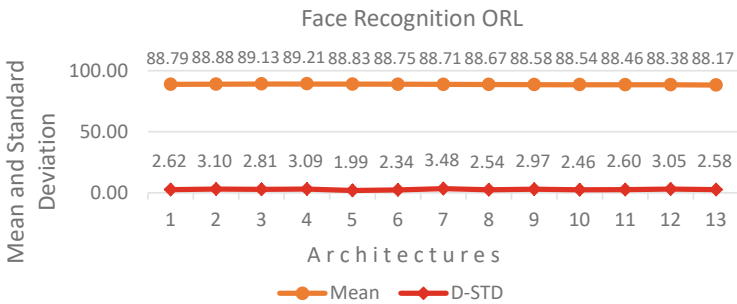 Face Recognition ORL
88.79 88.88 89.13 89.21 88.83 88.75 88.71 88.67 88.58 88.54 88.46 88.38 88.17
100.00
50.00
2.62 3.10 2.81 3.09 1.99 2.34 3.48 2.54 2.97 2.46 2.60 3.05 2.58
0.00
1 2 3 4 5 6 7 8 9 10 11 12 13
Mean and Standard
Deviation
Architectures
Mean D-STD